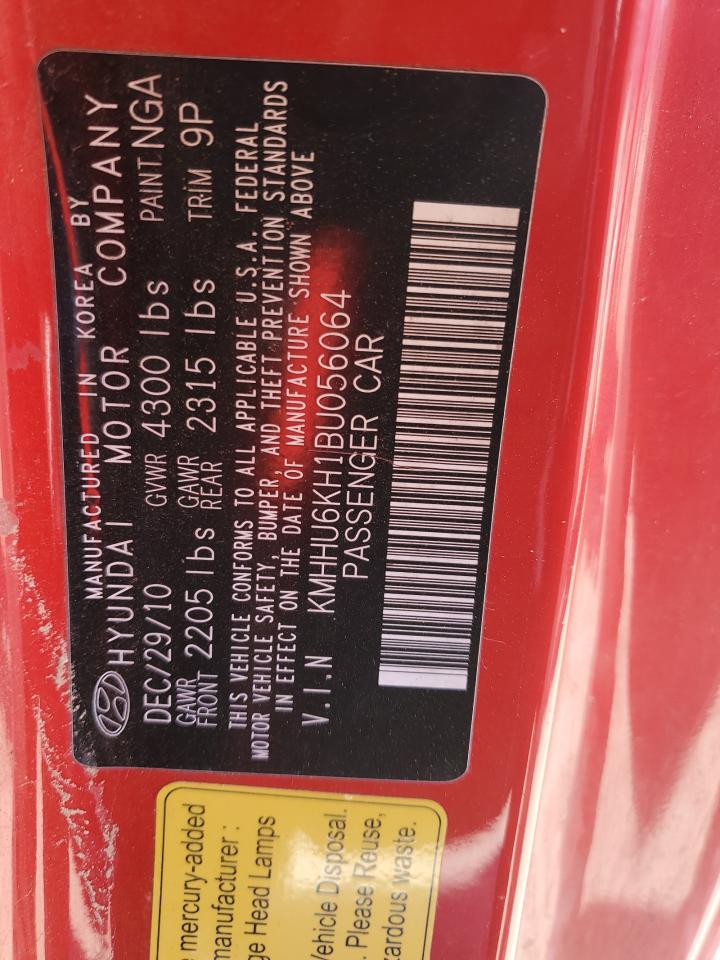 MANUFACTURED IN KOREA BY
HYUNDAI MOTOR COMPANY
DEC/29/10 GVWR 4300 lbs PAINT NGA
GAWR FRONT 2205 lbs GAWR REAR 2315 lbs TRIM 9P
THIS VEHICLE CONFORMS TO ALL APPLICABLE U.S.A. FEDERAL
MOTOR VEHICLE SAFETY, BUMPER, AND THEFT PREVENTION STANDARDS
IN EFFECT ON THE DATE OF MANUFACTURE SHOWN ABOVE
V.I.N KMHHU6KH1BU056064
PASSENGER CAR
mercury-added
manufacturer :
Head Lamps
Vehicle Disposal.
Please Reuse,
waste.